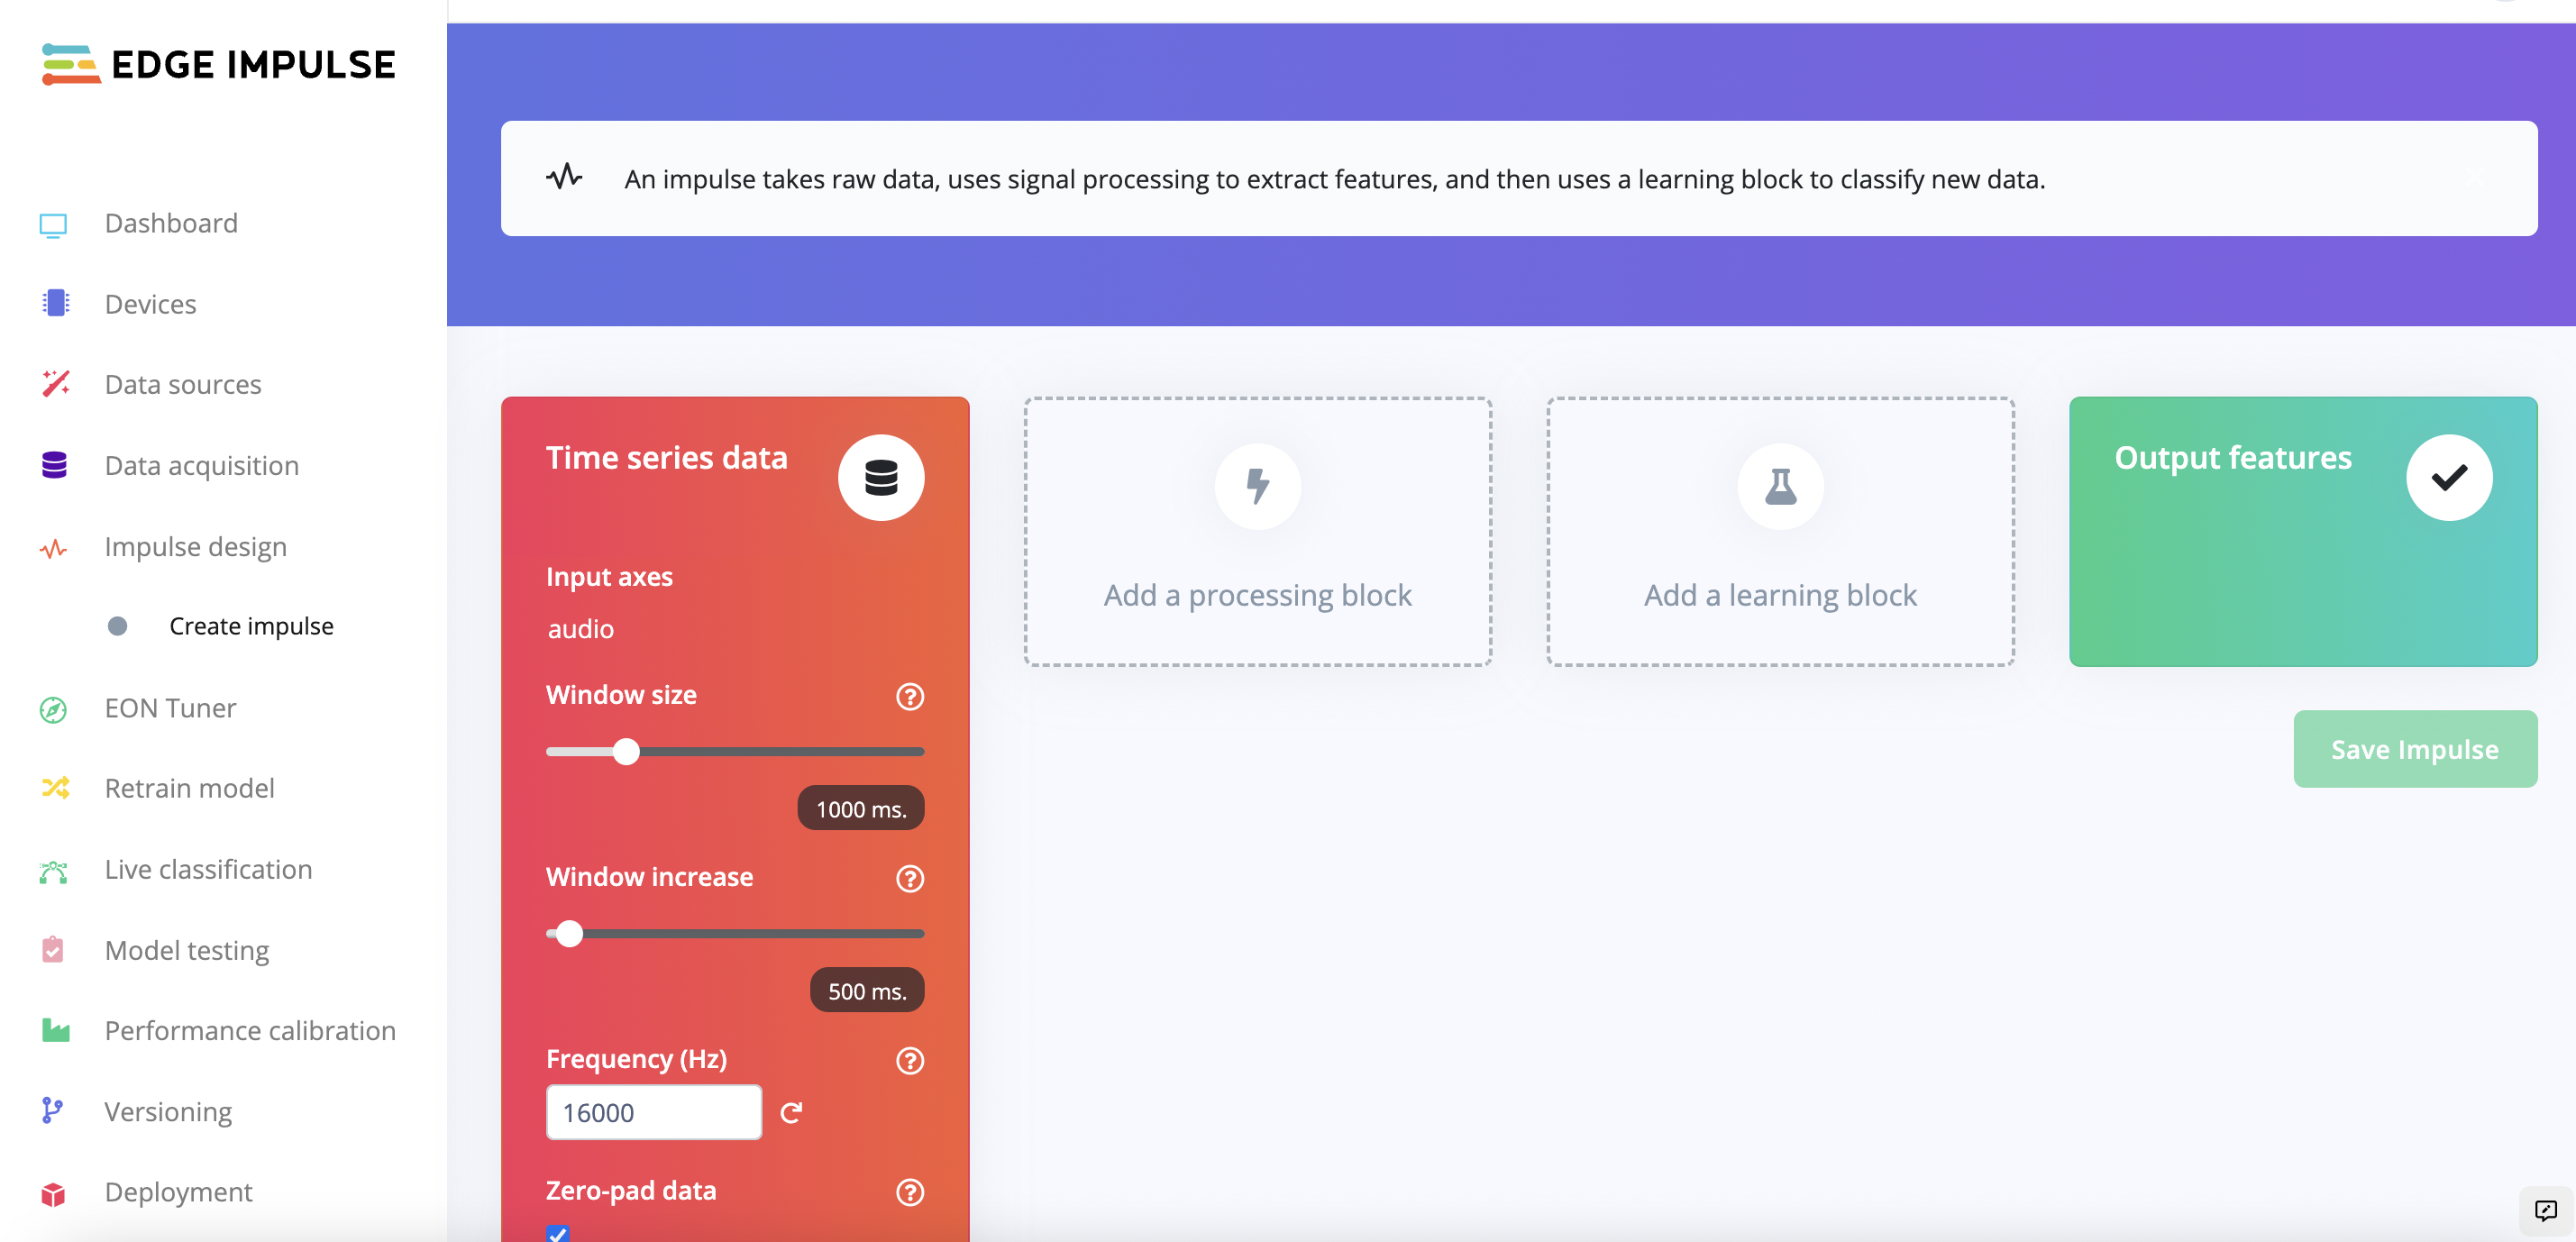 EDGE IMPULSE
Dashboard
Devices
Data sources
Data acquisition
Impulse design
Create impulse
EON Tuner
Retrain model
Live classification
Model testing
Performance calibration
Versioning
Deployment
An impulse takes raw data, uses signal processing to extract features, and then uses a learning block to classify new data.
Time series data
Input axes
audio
Window size
1000 ms.
Window increase
500 ms.
Frequency (Hz)
16000
Zero-pad data
Add a processing block
Add a learning block
Output features
Save Impulse